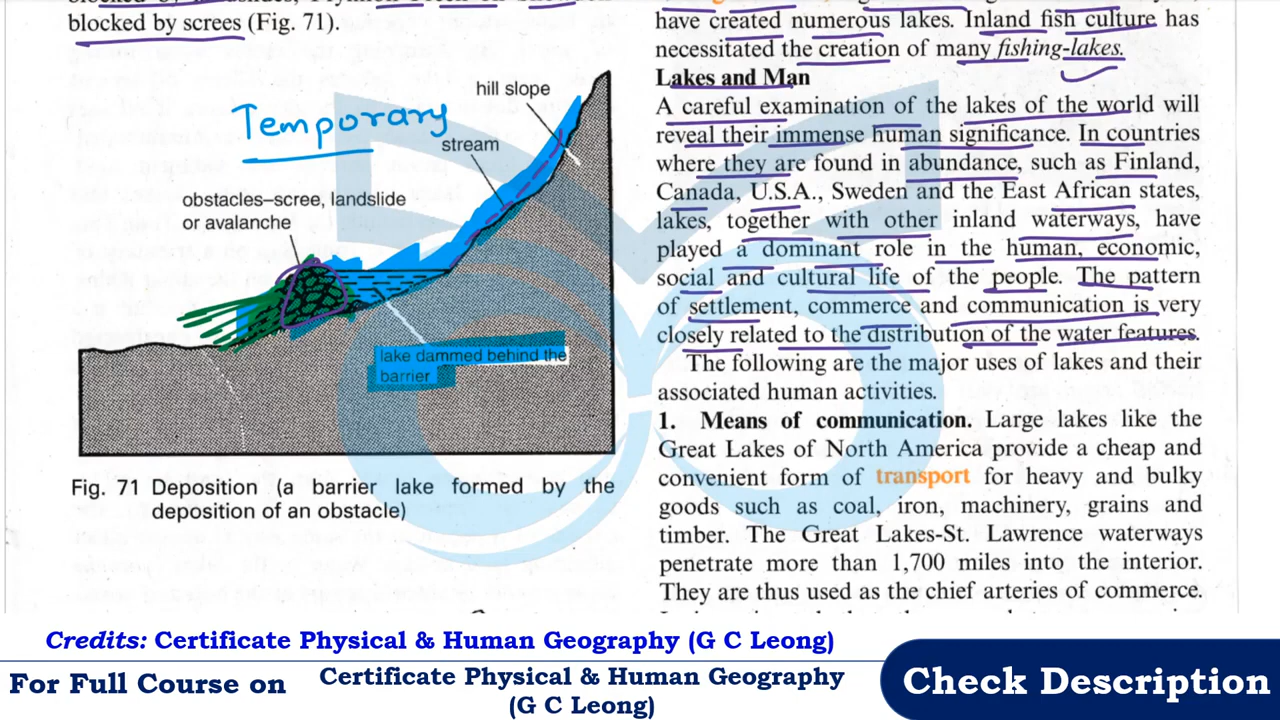 blocked by screes (Fig. 71).
Temporary
hill slope
stream
obstacles–scree, landslide
or avalanche
lake dammed behind the
barrier
Fig. 71 Deposition (a barrier lake formed by the
deposition of an obstacle)
have created numerous lakes. Inland fish culture has
necessitated the creation of many fishing-lakes.
Lakes and Man
A careful examination of the lakes of the world will
reveal their immense human significance. In countries
where they are found in abundance, such as Finland,
Canada, U.S.A., Sweden and the East African states,
lakes, together with other inland waterways, have
played a dominant role in the human, economic,
social and cultural life of the people. The pattern
of settlement, commerce and communication is very
closely related to the distribution of the water features.
The following are the major uses of lakes and their
associated human activities.
1. Means of communication. Large lakes like the
Great Lakes of North America provide a cheap and
convenient form of transport for heavy and bulky
goods such as coal, iron, machinery, grains and
timber. The Great Lakes-St. Lawrence waterways
penetrate more than 1,700 miles into the interior.
They are thus used as the chief arteries of commerce.
Credits: Certificate Physical & Human Geography (G C Leong)
For Full Course on
Certificate Physical & Human Geography
(G C Leong)
Check Description